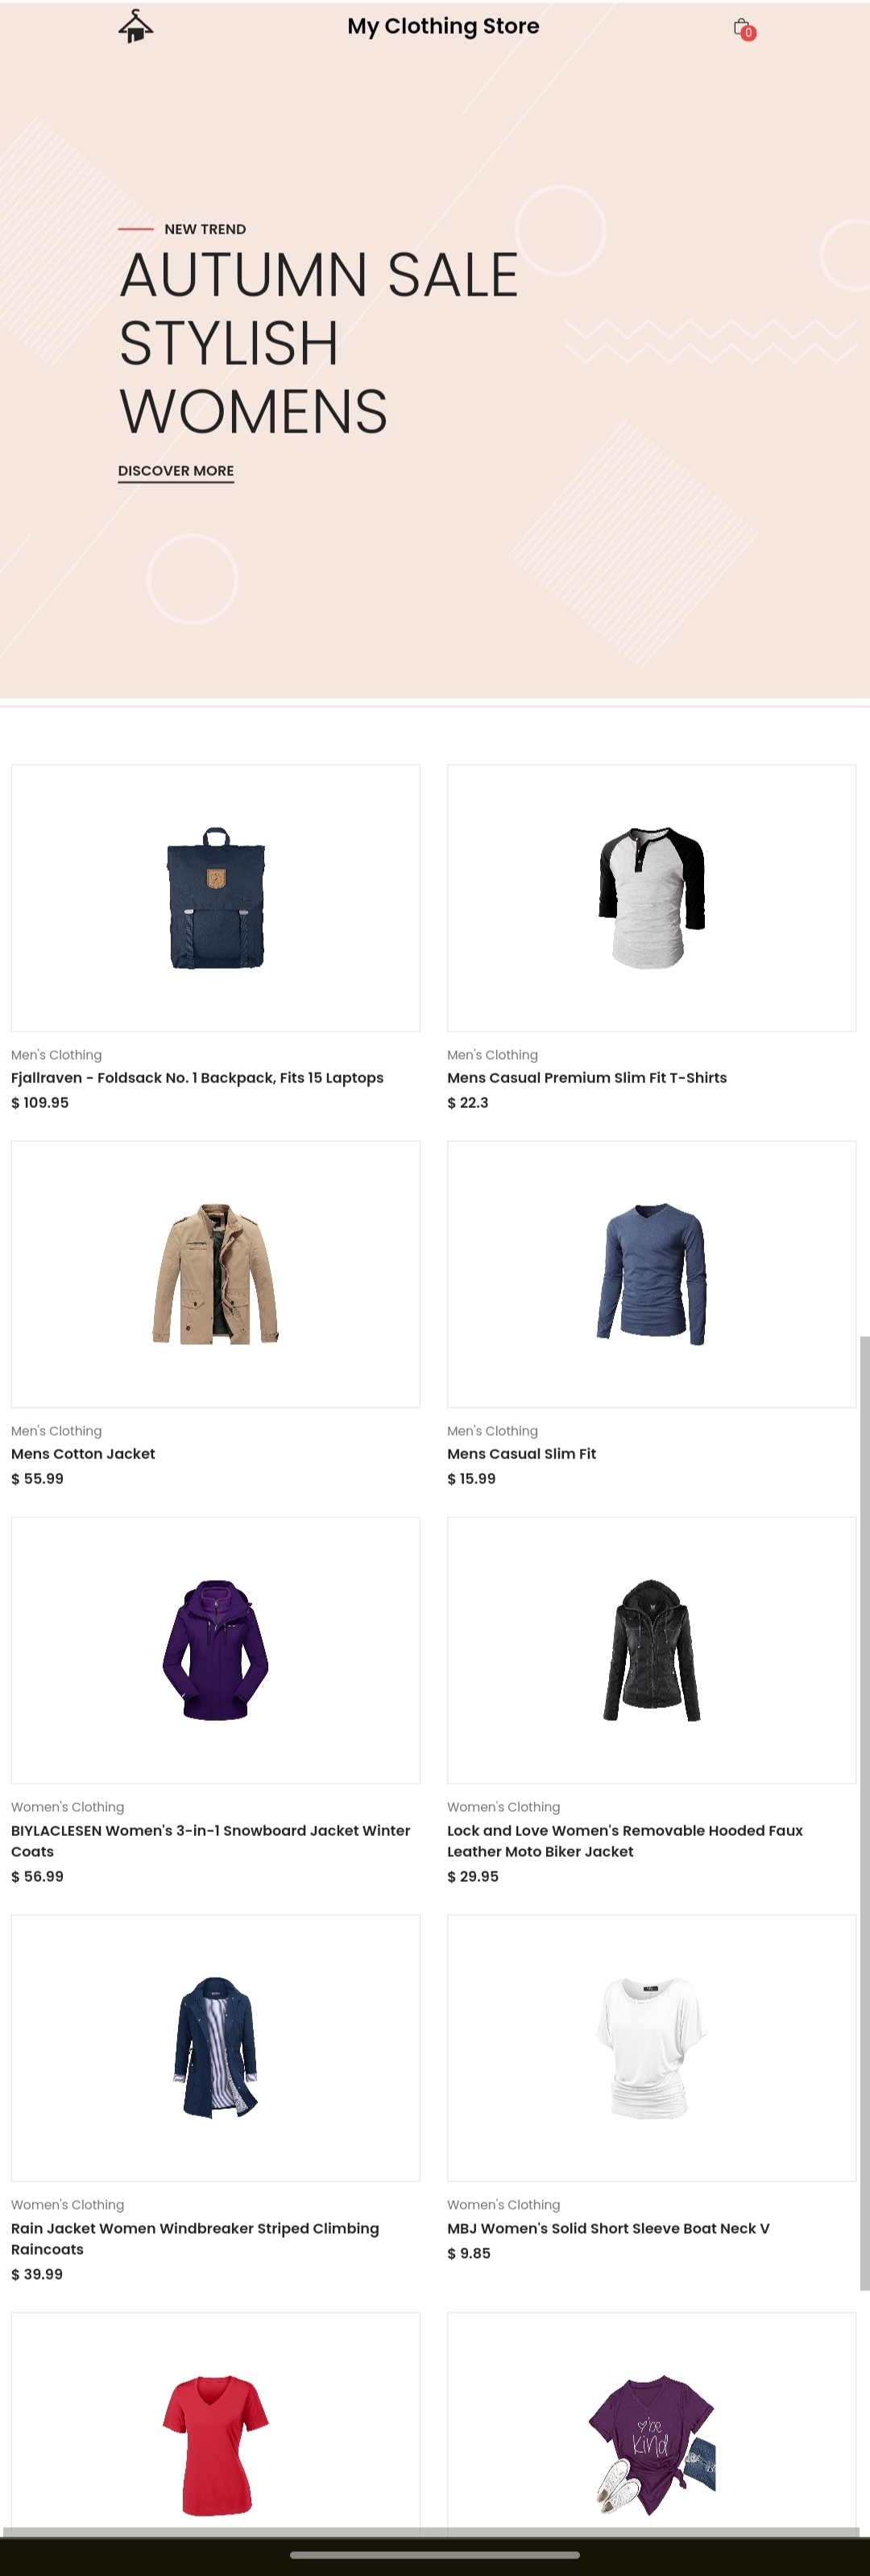 My Clothing Store
0
NEW TREND
AUTUMN SALE
STYLISH
WOMENS
DISCOVER MORE
Men's Clothing
Fjallraven - Foldsack No. 1 Backpack, Fits 15 Laptops
$ 109.95
Men's Clothing
Mens Casual Premium Slim Fit T-Shirts
$ 22.3
Men's Clothing
Mens Cotton Jacket
$ 55.99
Men's Clothing
Mens Casual Slim Fit
$ 15.99
Women's Clothing
BIYLACLESEN Women's 3-in-1 Snowboard Jacket Winter
Coats
$ 56.99
Women's Clothing
Lock and Love Women's Removable Hooded Faux
Leather Moto Biker Jacket
$ 29.95
Women's Clothing
Rain Jacket Women Windbreaker Striped Climbing
Raincoats
$ 39.99
Women's Clothing
MBJ Women's Solid Short Sleeve Boat Neck V
$ 9.85
be
kind